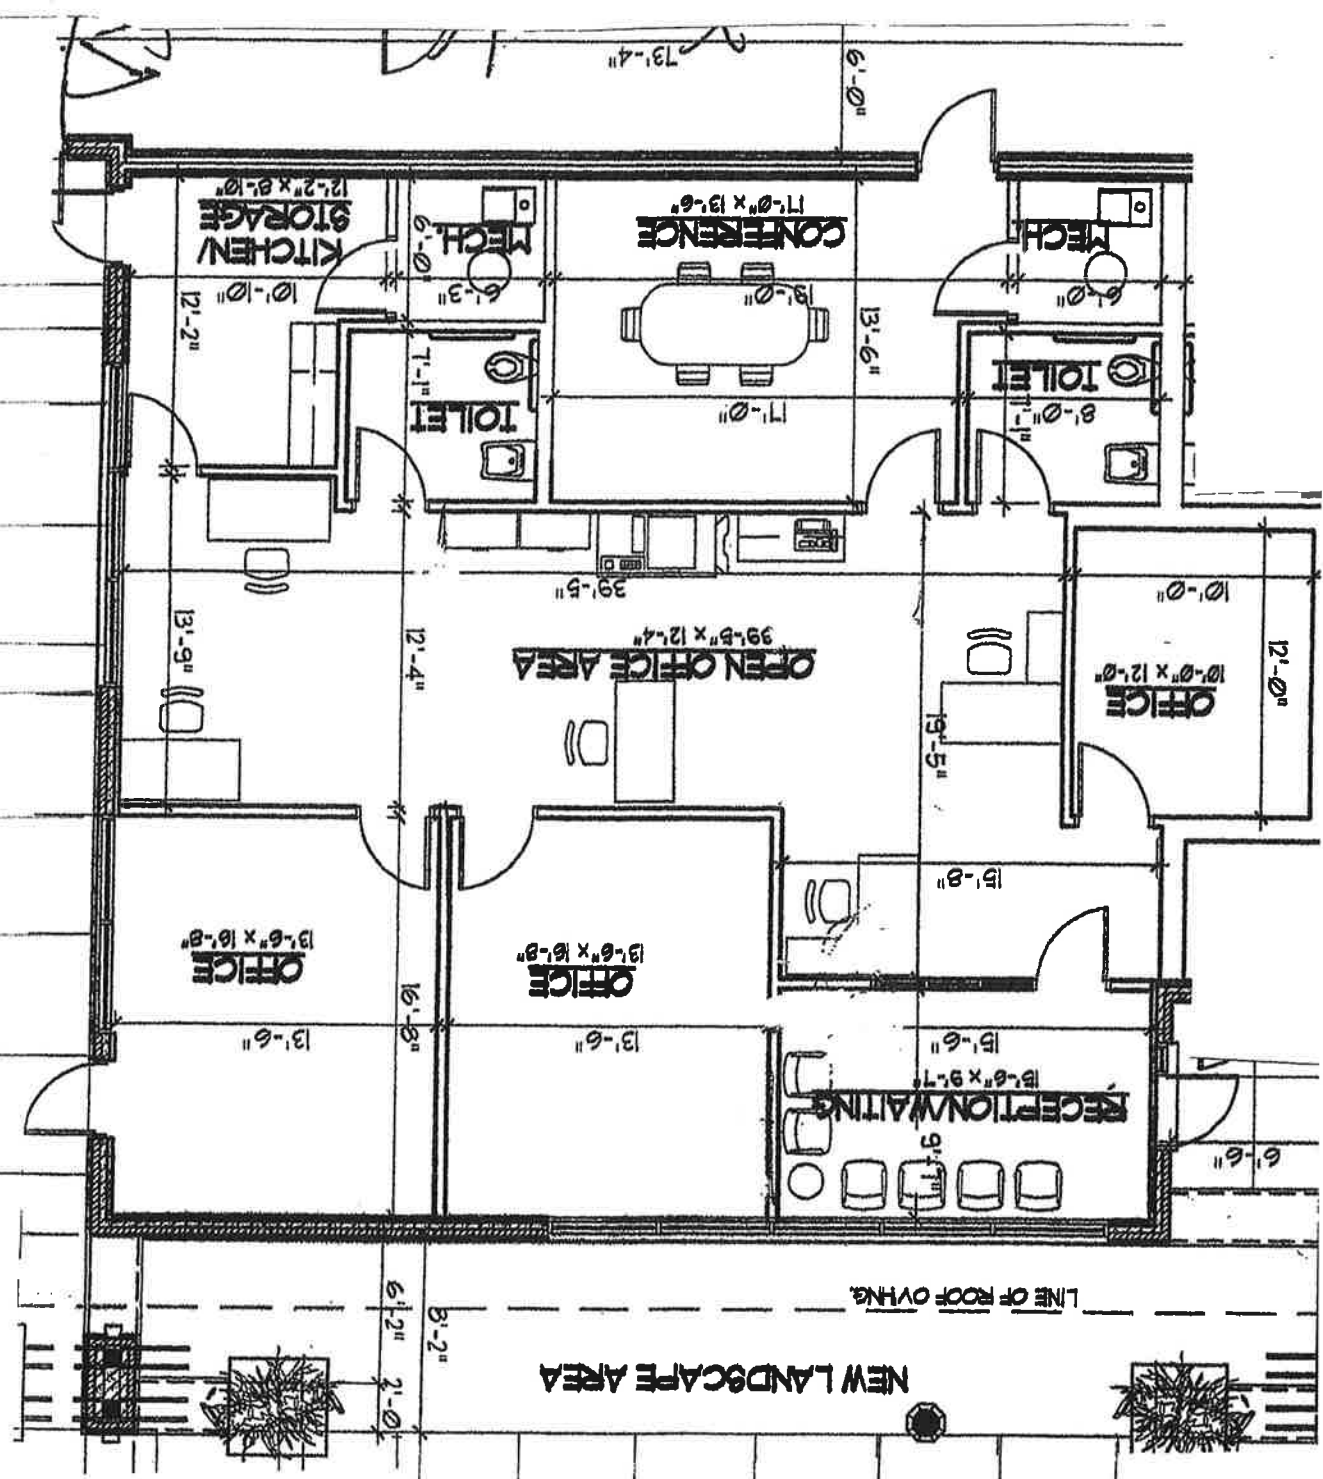 73'-4"
6'-0"
KITCHEN/
STORAGE
12'-2" x 8'-10"
MECH.
CONFERENCE
17'-0" x 13'-6"
MECH
6'-0"
10'-10"
6'-3"
19'-0"
6'-0"
12'-2"
13'-6"
7'-1"
TOILET
17'-0"
TOILET
8'-0"
7'-1"
39'-5"
10'-0"
13'-9"
12'-4"
OPEN OFFICE AREA
39'-5" x 12'-4"
19'-5"
OFFICE
10'-0" x 12'-0"
12'-0"
15'-8"
OFFICE
13'-6" x 16'-8"
OFFICE
13'-6" x 16'-8"
16'-8"
13'-6"
13'-6"
15'-6"
RECEPTION/WAITING
15'-6" x 9'-7"
9'-7"
6'-6"
LINE OF ROOF OVHNG.
6'-2"
8'-2"
2'-0"
NEW LANDSCAPE AREA